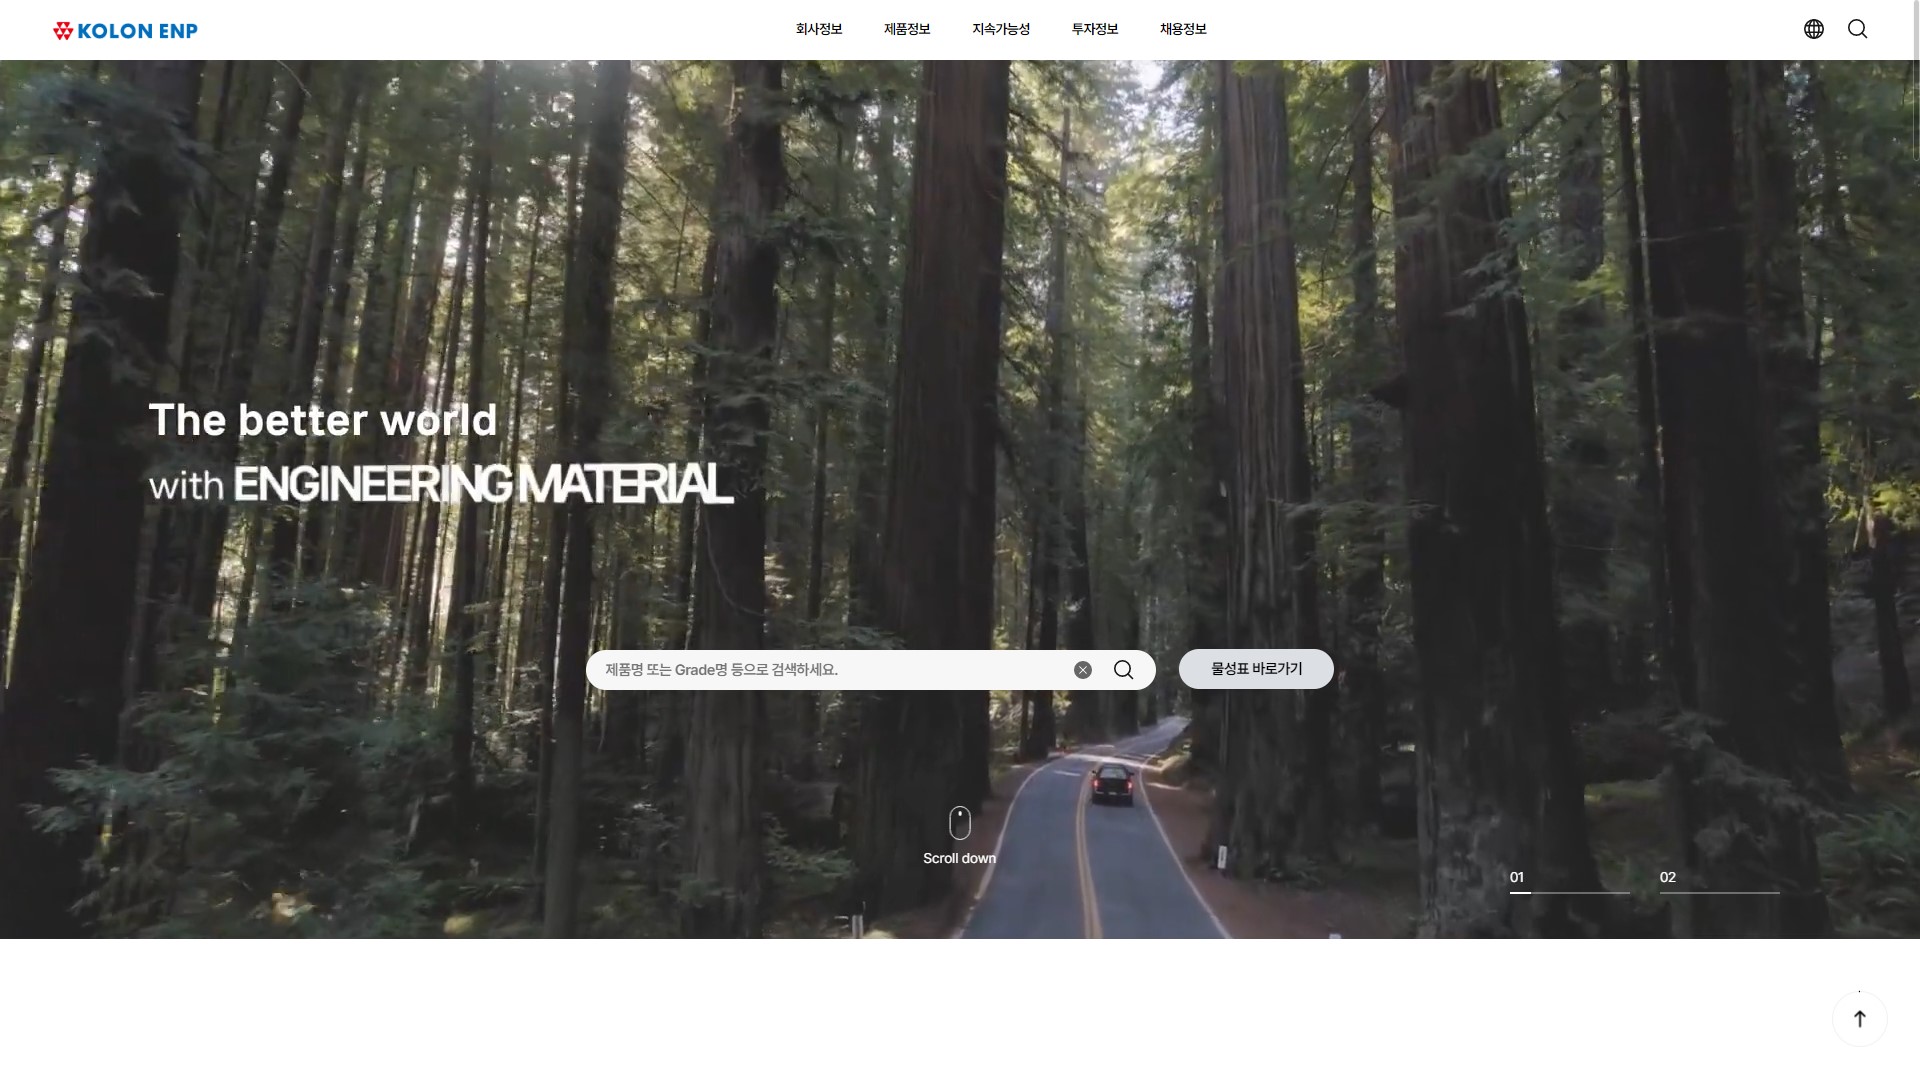 KOLON ENP
회사정보
제품정보
지속가능성
투자정보
채용정보
The better world
with ENGINEERING MATERIAL
제품명 또는 Grade명 등으로 검색하세요.
물성표 바로가기
Scroll down
01
02